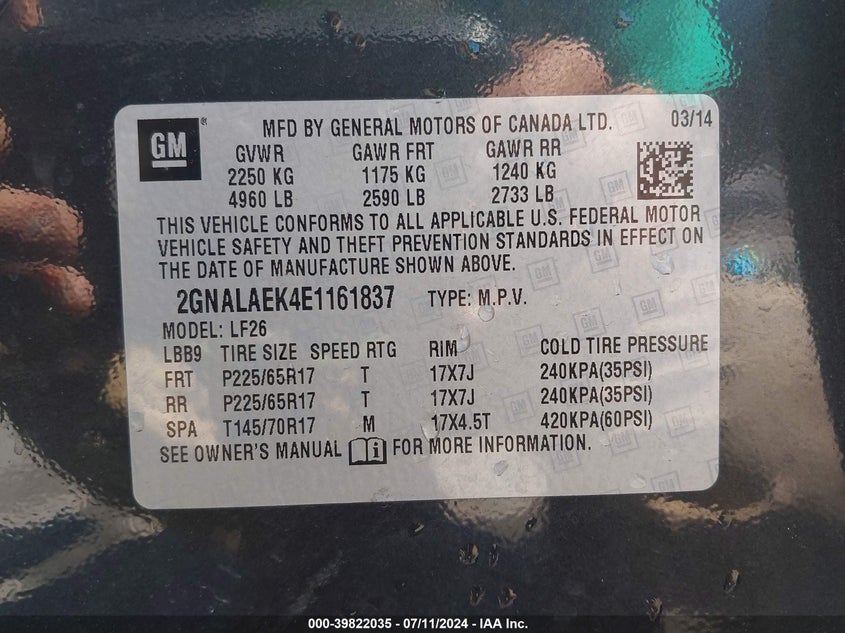 GM ® MFD BY GENERAL MOTORS OF CANADA LTD. 03/14
GVWR GAWR FRT GAWR RR
2250 KG 1175 KG 1240 KG
4960 LB 2590 LB 2733 LB
THIS VEHICLE CONFORMS TO ALL APPLICABLE U.S. FEDERAL MOTOR
VEHICLE SAFETY AND THEFT PREVENTION STANDARDS IN EFFECT ON
THE DATE OF MANUFACTURE SHOWN ABOVE.
2GNALAEK4E1161837 TYPE: M.P.V.
MODEL: LF26
LBB9 TIRE SIZE SPEED RTG RIM COLD TIRE PRESSURE
FRT P225/65R17 T 17X7J 240KPA(35PSI)
RR P225/65R17 T 17X7J 240KPA(35PSI)
SPA T145/70R17 M 17X4.5T 420KPA(60PSI)
SEE OWNER'S MANUAL i FOR MORE INFORMATION.
000-39822035 - 07/11/2024 - IAA Inc.